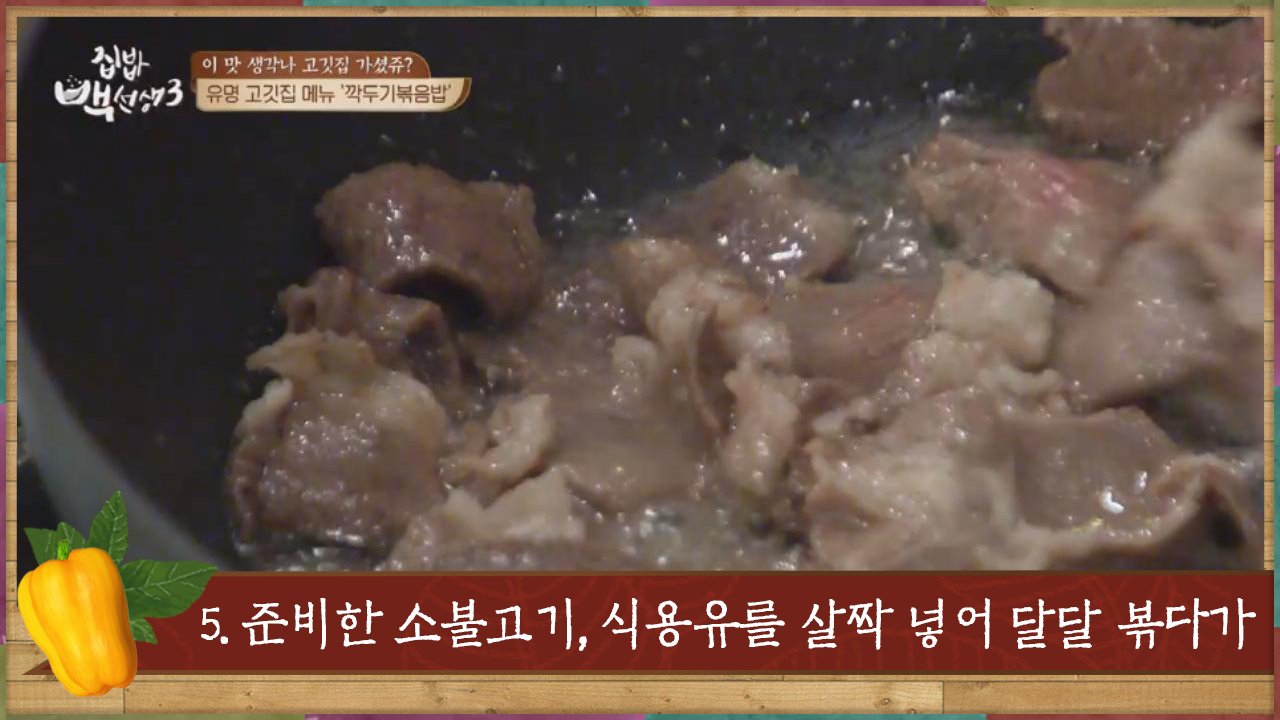 집밥
백선생3
이 맛 생각나 고깃집 가셨쥬?
유명 고깃집 메뉴 '깍두기볶음밥'
5. 준비한 소불고기, 식용유를 살짝 넣어 달달 볶다가